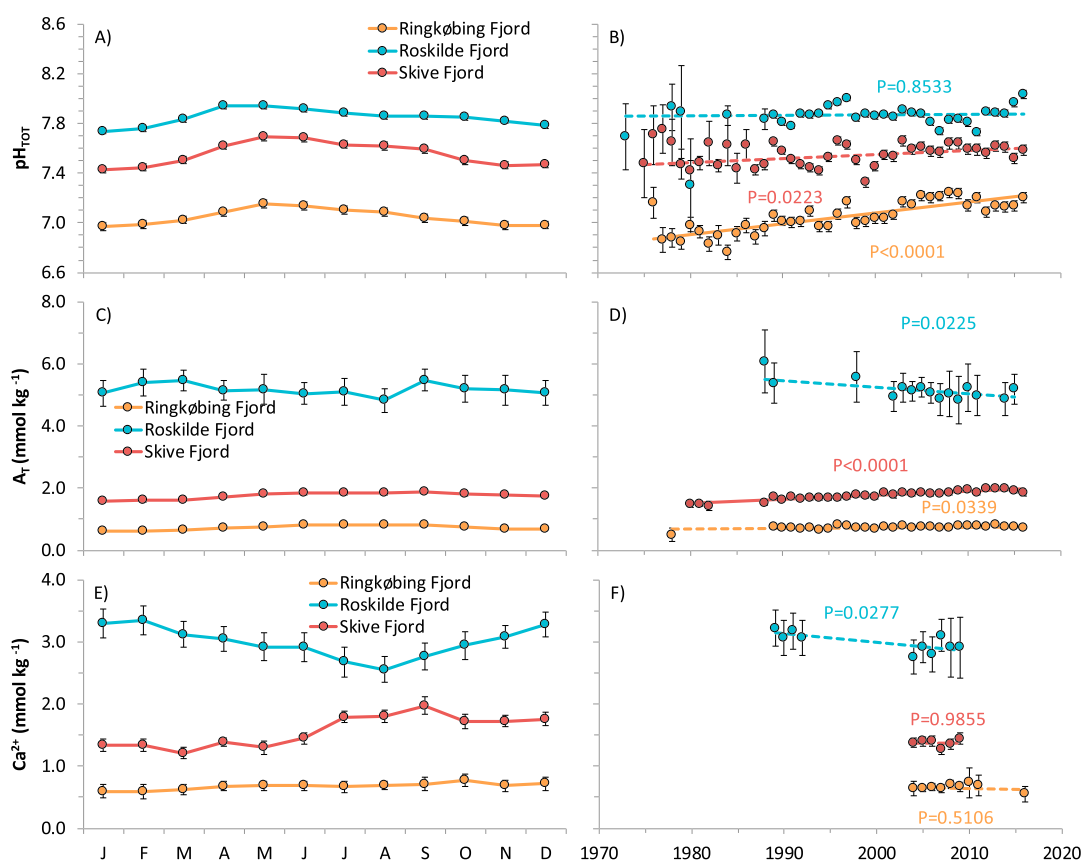 A)
Ringkøbing Fjord
Roskilde Fjord
Skive Fjord
pH_TOT
8.6
8.2
7.8
7.4
7.0
6.6
B)
P=0.8533
P=0.0223
P<0.0001
C)
Ringkøbing Fjord
Roskilde Fjord
Skive Fjord
A_T (mmol kg⁻¹)
8.0
6.0
4.0
2.0
0.0
D)
P=0.0225
P<0.0001
P=0.0339
E)
Ringkøbing Fjord
Roskilde Fjord
Skive Fjord
Ca²⁺ (mmol kg⁻¹)
4.0
3.0
2.0
1.0
0.0
J F M A M J J A S O N D
F)
P=0.0277
P=0.9855
P=0.5106
1970 1980 1990 2000 2010 2020